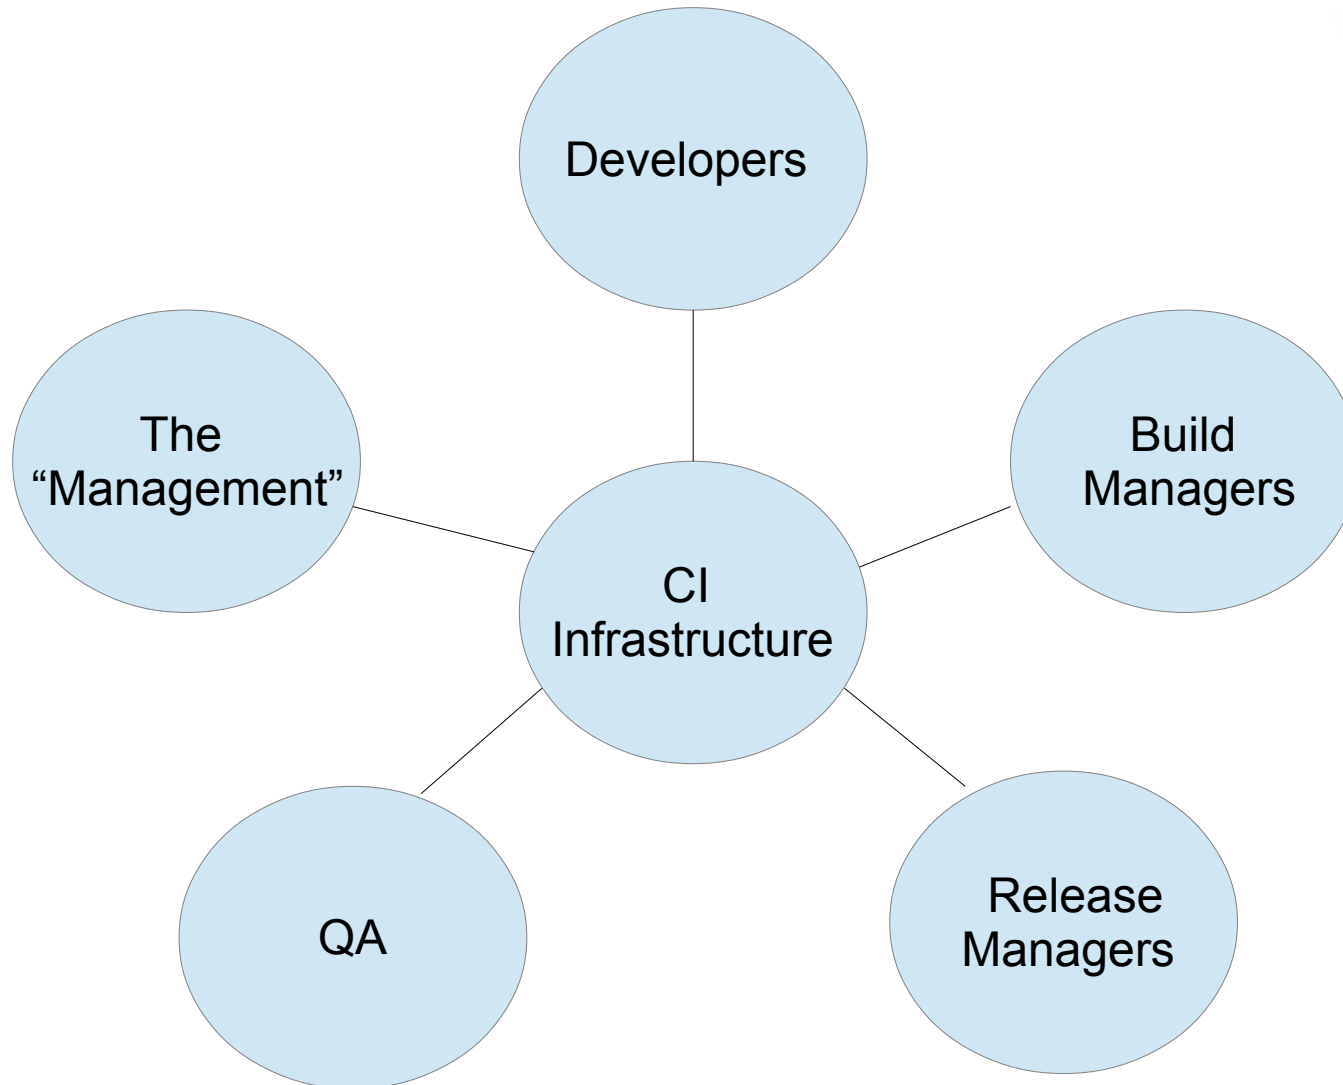 Developers
The
“Management”
Build
Managers
CI
Infrastructure
QA
Release
Managers